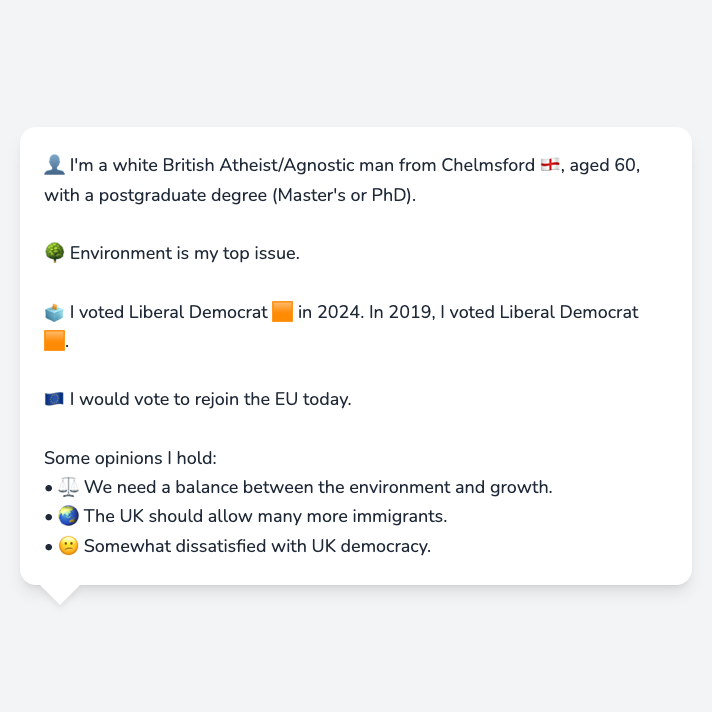 👤 I'm a white British Atheist/Agnostic man from Chelmsford 🏴󠁧󠁢󠁥󠁮󠁧󠁿, aged 60,
with a postgraduate degree (Master's or PhD).
🌳 Environment is my top issue.
🗳️ I voted Liberal Democrat 🟧 in 2024. In 2019, I voted Liberal Democrat
🟧.
🇪🇺 I would vote to rejoin the EU today.
Some opinions I hold:
• ⚖️ We need a balance between the environment and growth.
• 🌏 The UK should allow many more immigrants.
• 😕 Somewhat dissatisfied with UK democracy.